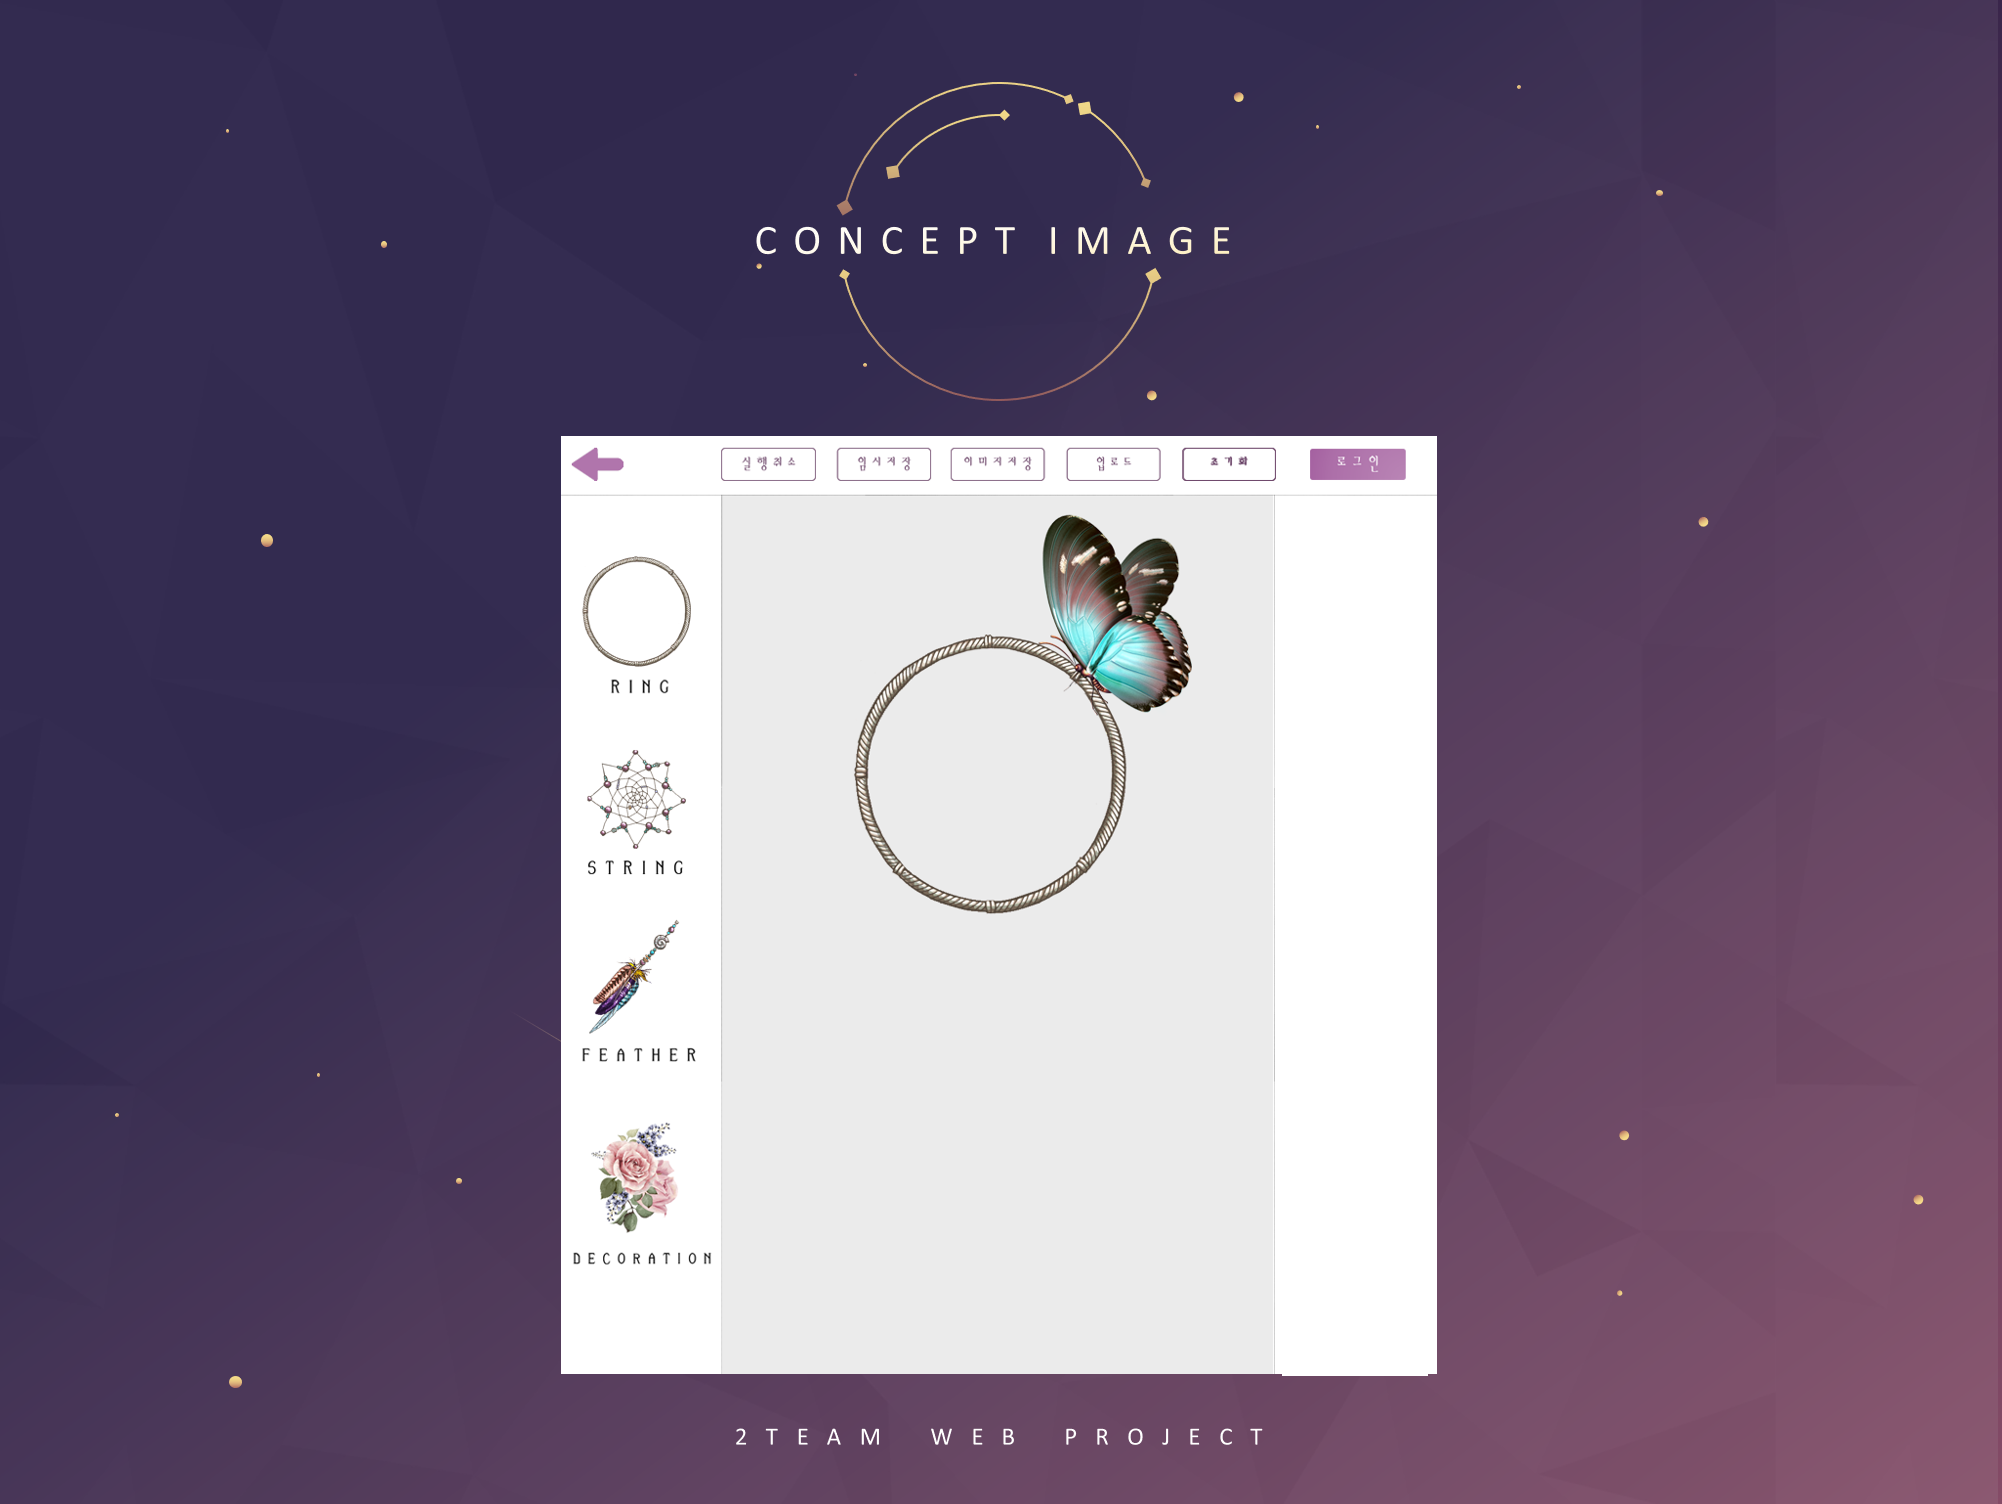 CONCEPT IMAGE
실행취소 임시저장 이미지저장 업로드 초기화 로그인
RING
STRING
FEATHER
DECORATION
2TEAM WEB PROJECT